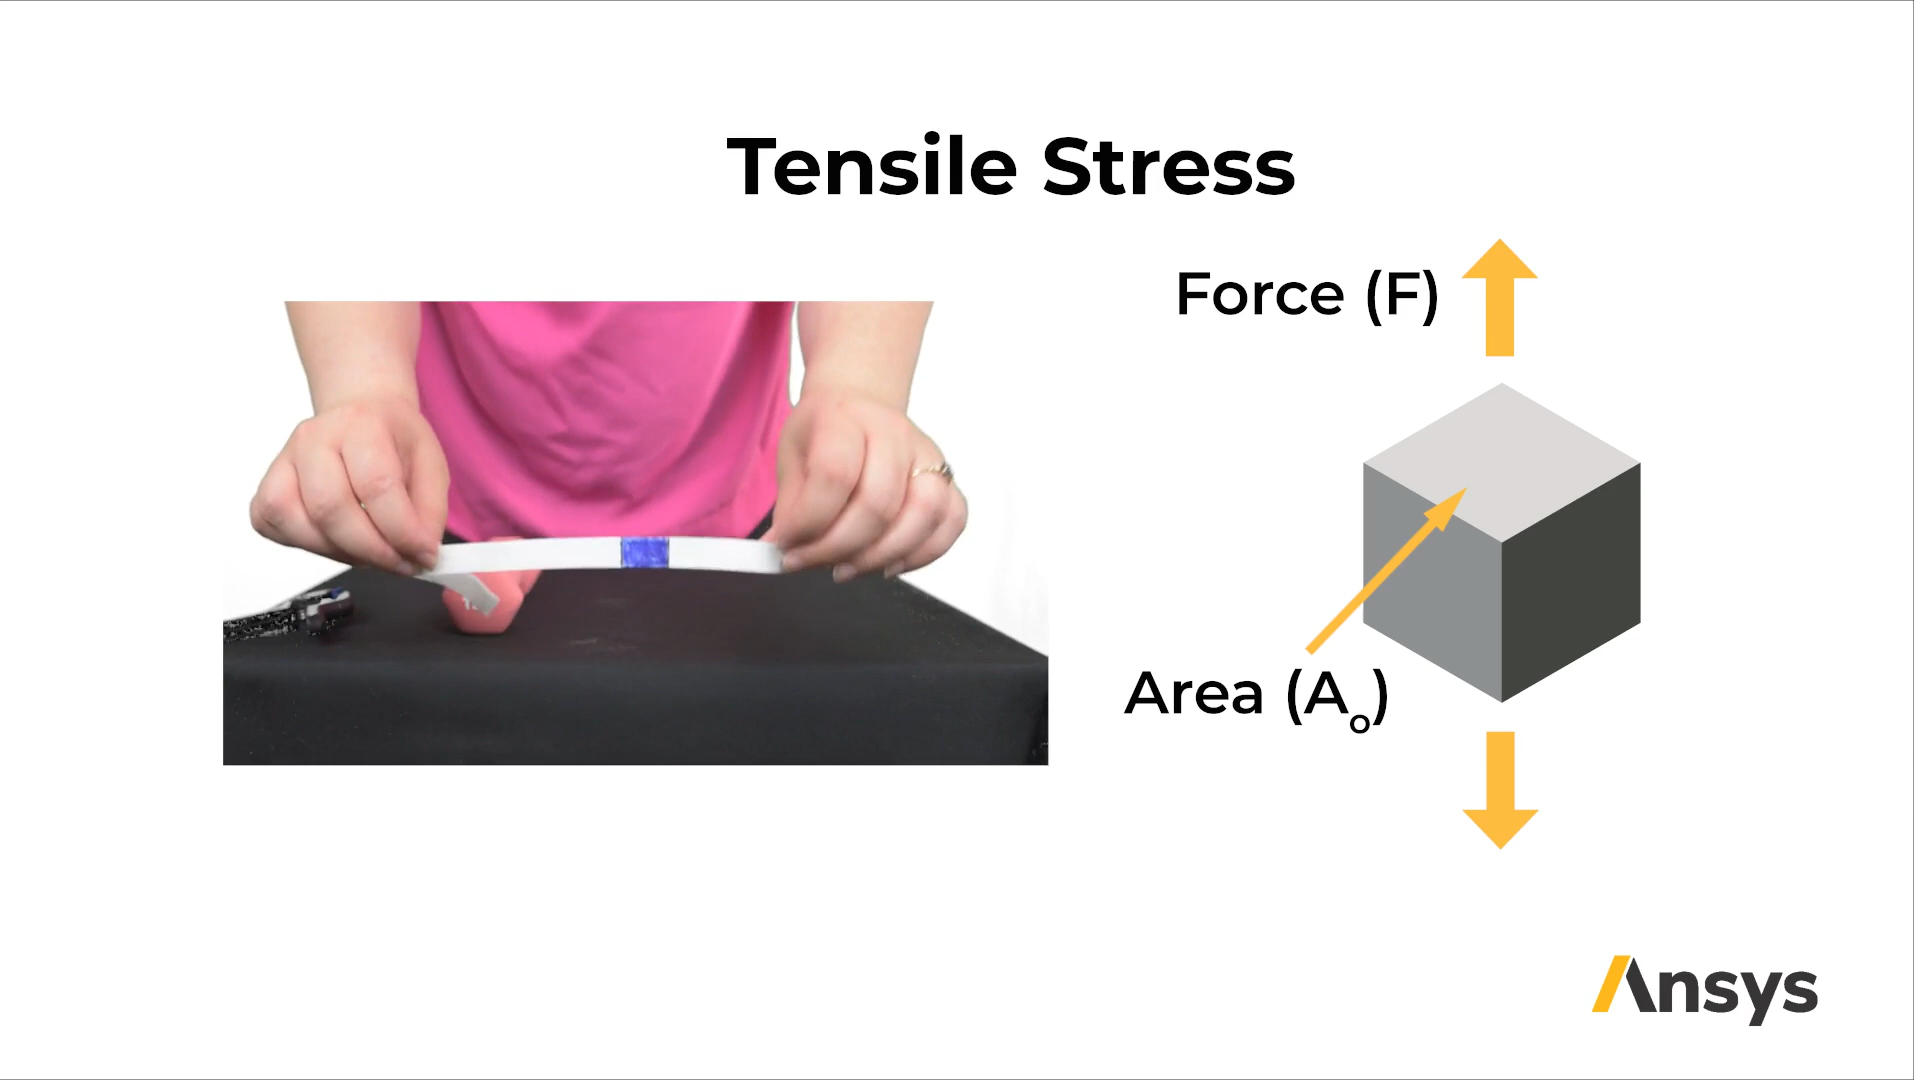 Tensile Stress
Force (F)
Area (Aₒ)
Ansys